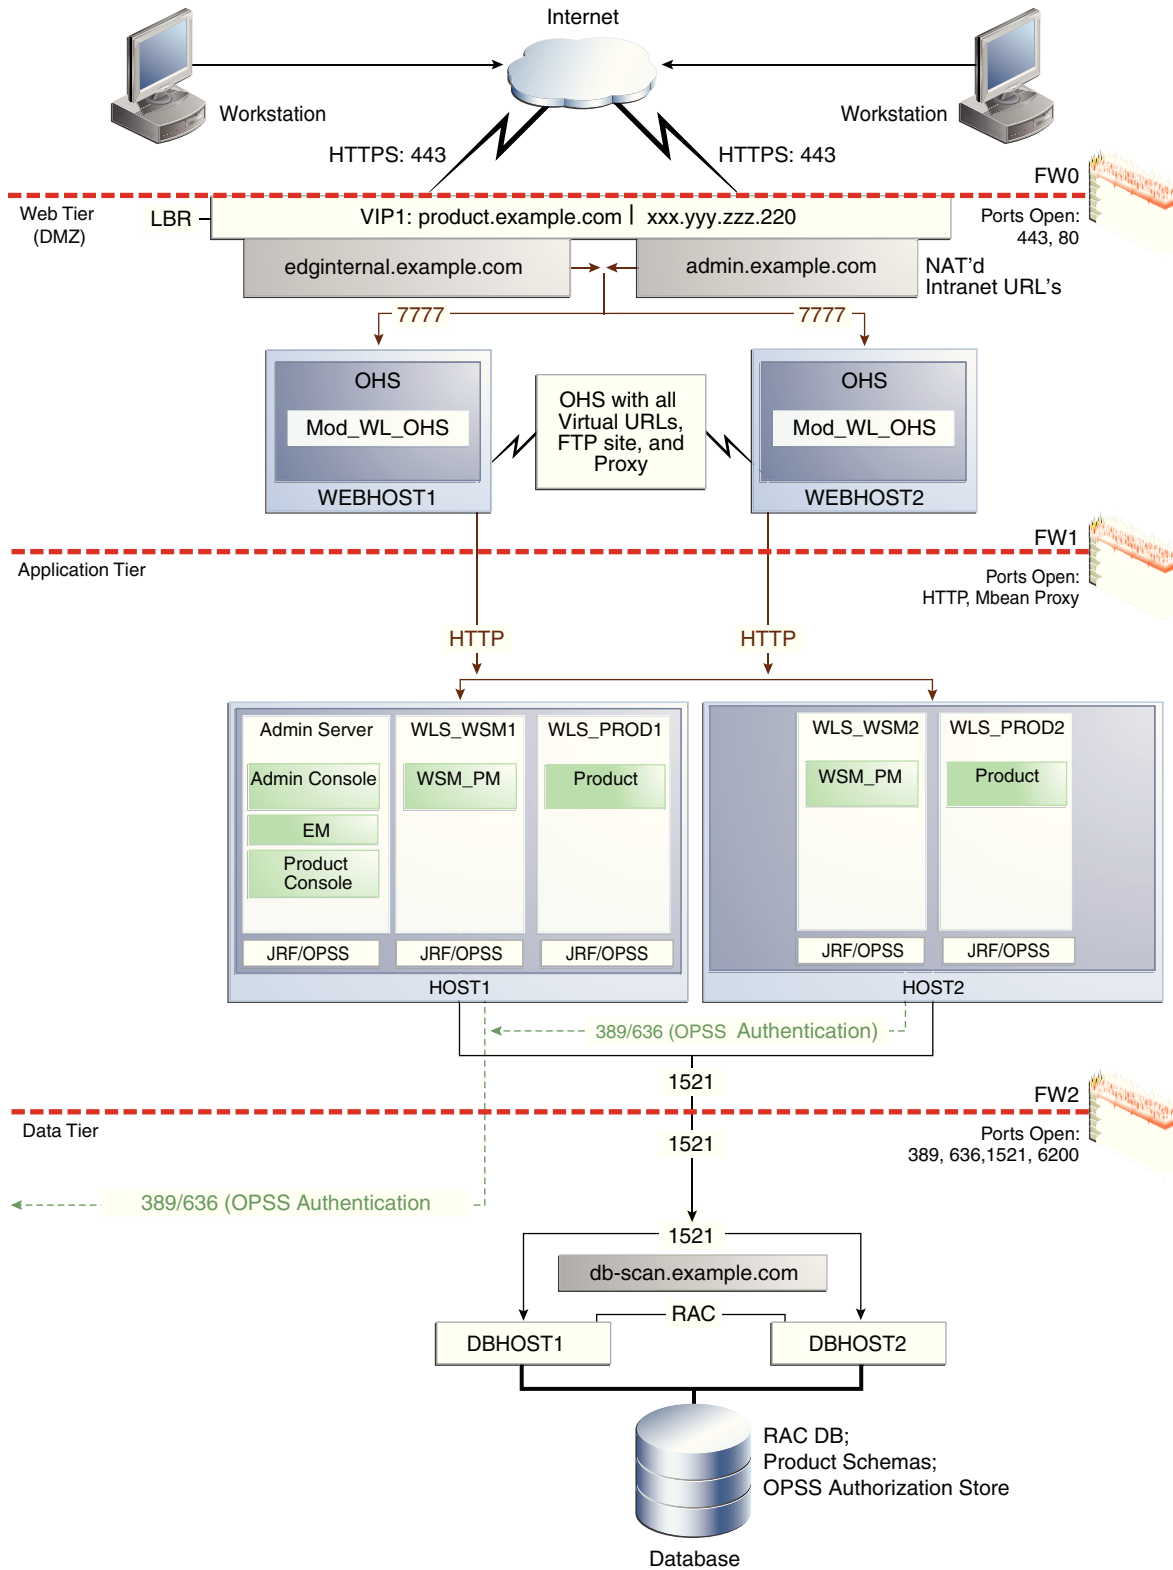 Internet
Workstation
Workstation
HTTPS: 443
HTTPS: 443
FW0
Web Tier
(DMZ)
LBR
VIP1: product.example.com | xxx.yyy.zzz.220
Ports Open:
443, 80
edginternal.example.com
admin.example.com
NAT'd
Intranet URL's
7777
7777
OHS
Mod_WL_OHS
WEBHOST1
OHS with all
Virtual URLs,
FTP site, and
Proxy
OHS
Mod_WL_OHS
WEBHOST2
FW1
Application Tier
Ports Open:
HTTP, Mbean Proxy
HTTP
HTTP
Admin Server
Admin Console
EM
Product
Console
JRF/OPSS
WLS_WSM1
WSM_PM
JRF/OPSS
WLS_PROD1
Product
JRF/OPSS
HOST1
WLS_WSM2
WSM_PM
JRF/OPSS
WLS_PROD2
Product
JRF/OPSS
HOST2
389/636 (OPSS Authentication)
1521
FW2
Data Tier
Ports Open:
389, 636,1521, 6200
1521
389/636 (OPSS Authentication
1521
db-scan.example.com
RAC
DBHOST1
DBHOST2
RAC DB;
Product Schemas;
OPSS Authorization Store
Database